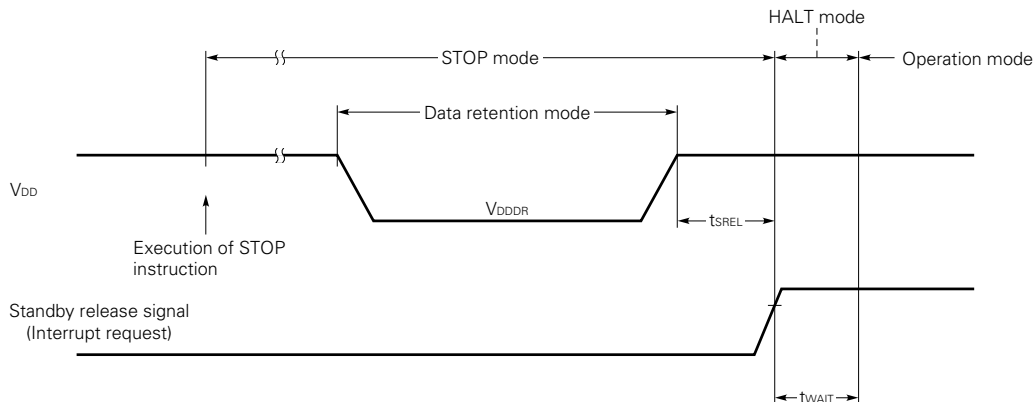 HALT mode
STOP mode
Operation mode
Data retention mode
VDD
VDDDR
tSREL
Execution of STOP
instruction
Standby release signal
(Interrupt request)
tWAIT